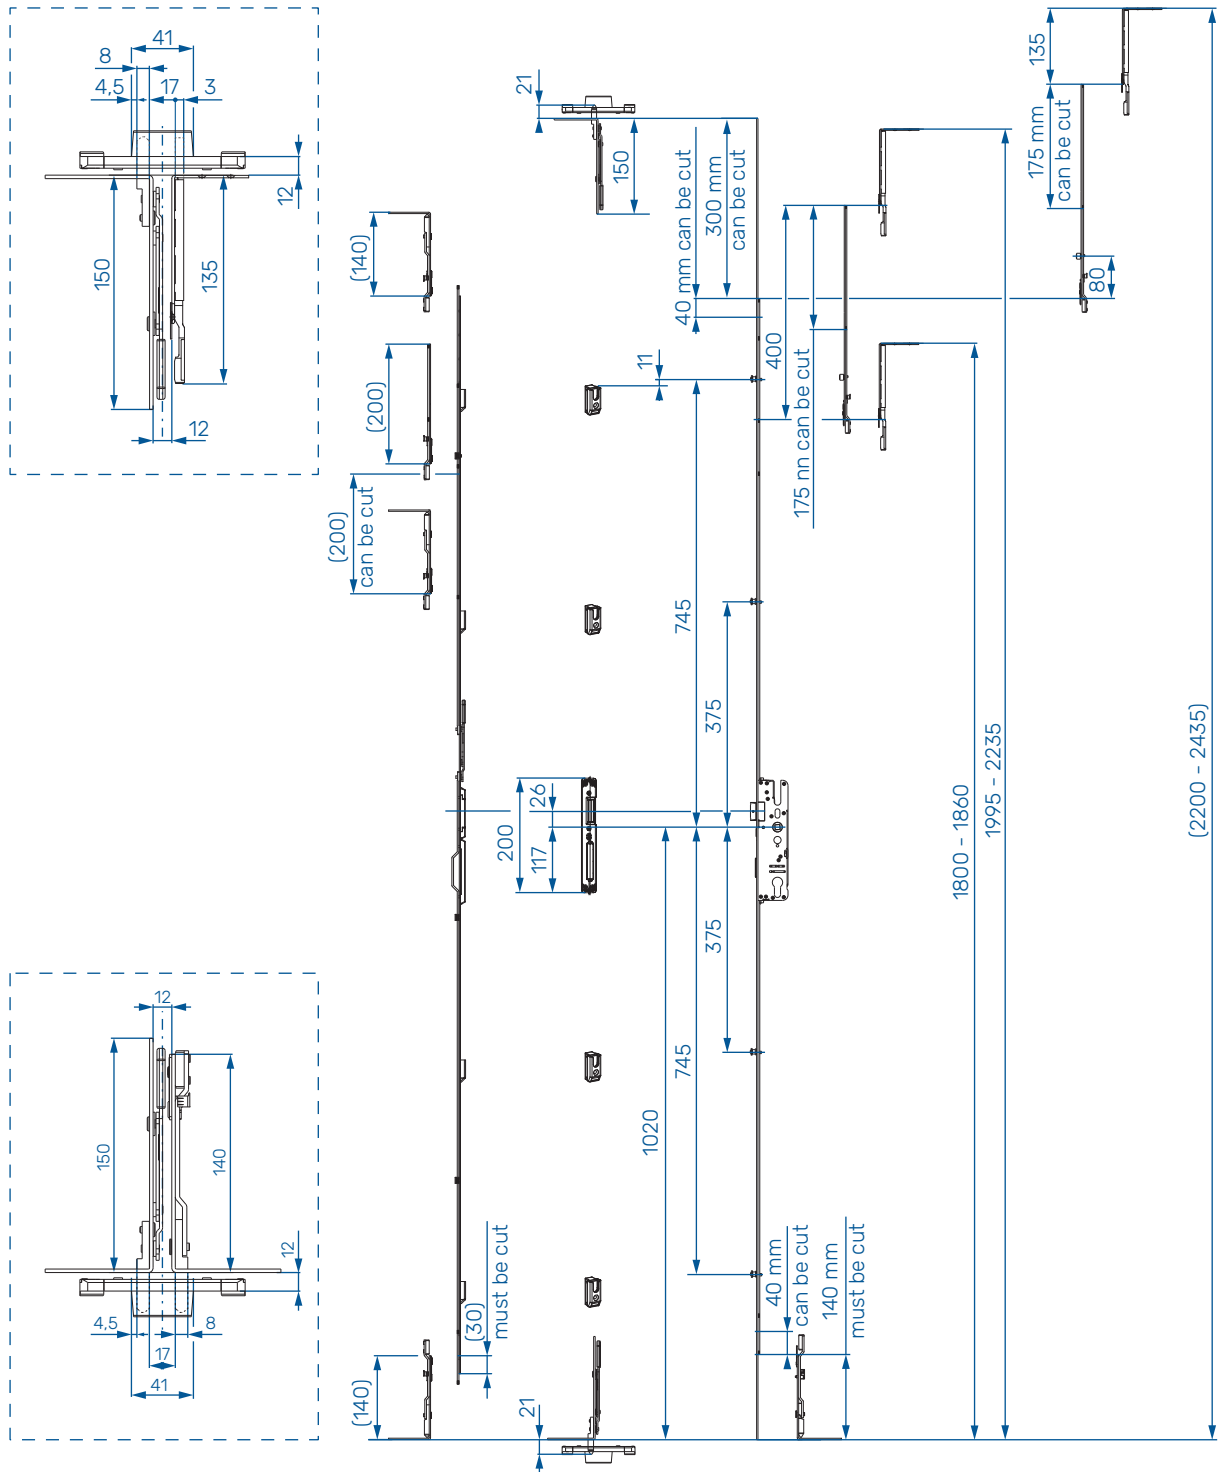 41
8
4,5
17
3
12
150
135
12
21
150
40 mm can be cut
300 mm
can be cut
135
175 mm
can be cut
80
(140)
(200)
(200)
can be cut
11
400
175 nn can be cut
745
375
200
26
117
1800 - 1860
1995 - 2235
(2200 - 2435)
375
745
1020
12
150
140
12
4,5
8
17
41
(140)
(30)
must be cut
21
40 mm
can be cut
140 mm
must be cut